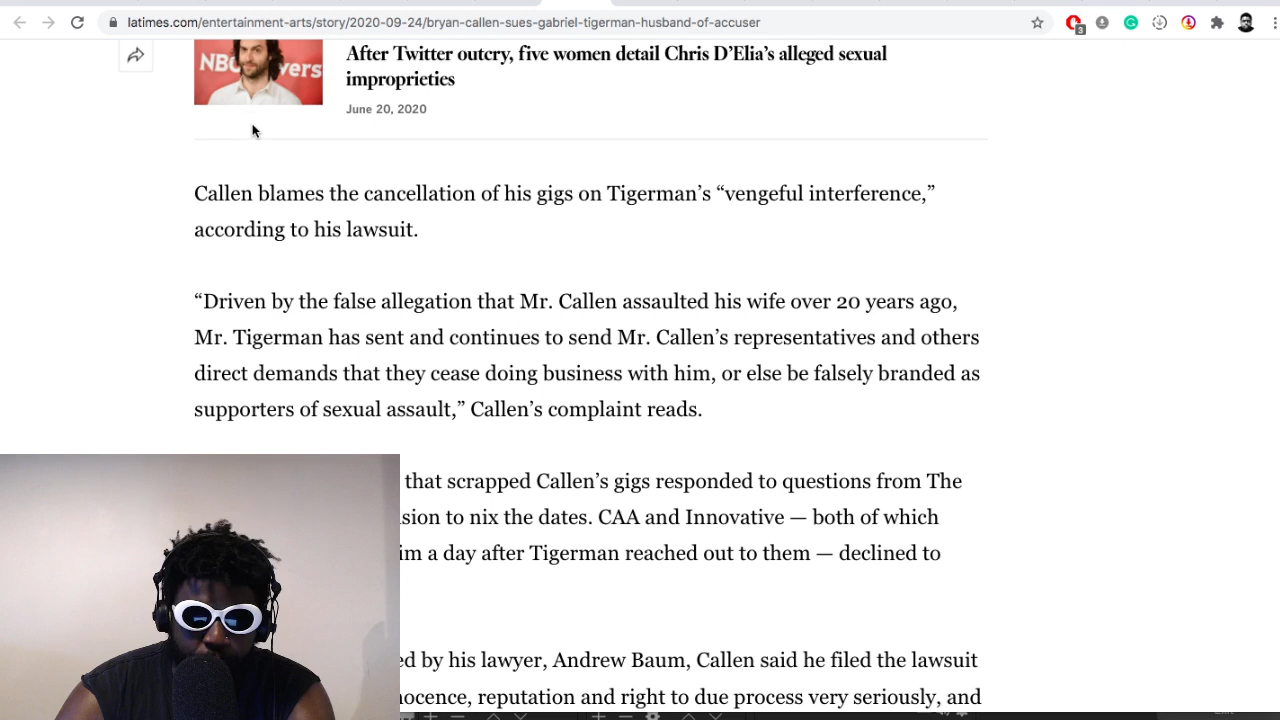 latimes.com/entertainment-arts/story/2020-09-24/bryan-callen-sues-gabriel-tigerman-husband-of-accuser
3
NBC
vers
After Twitter outcry, five women detail Chris D’Elia’s alleged sexual
improprieties
June 20, 2020
Callen blames the cancellation of his gigs on Tigerman’s “vengeful interference,”
according to his lawsuit.
“Driven by the false allegation that Mr. Callen assaulted his wife over 20 years ago,
Mr. Tigerman has sent and continues to send Mr. Callen’s representatives and others
direct demands that they cease doing business with him, or else be falsely branded as
supporters of sexual assault,” Callen’s complaint reads.
that scrapped Callen’s gigs responded to questions from The
sion to nix the dates. CAA and Innovative — both of which
im a day after Tigerman reached out to them — declined to
ed by his lawyer, Andrew Baum, Callen said he filed the lawsuit
nocence, reputation and right to due process very seriously, and